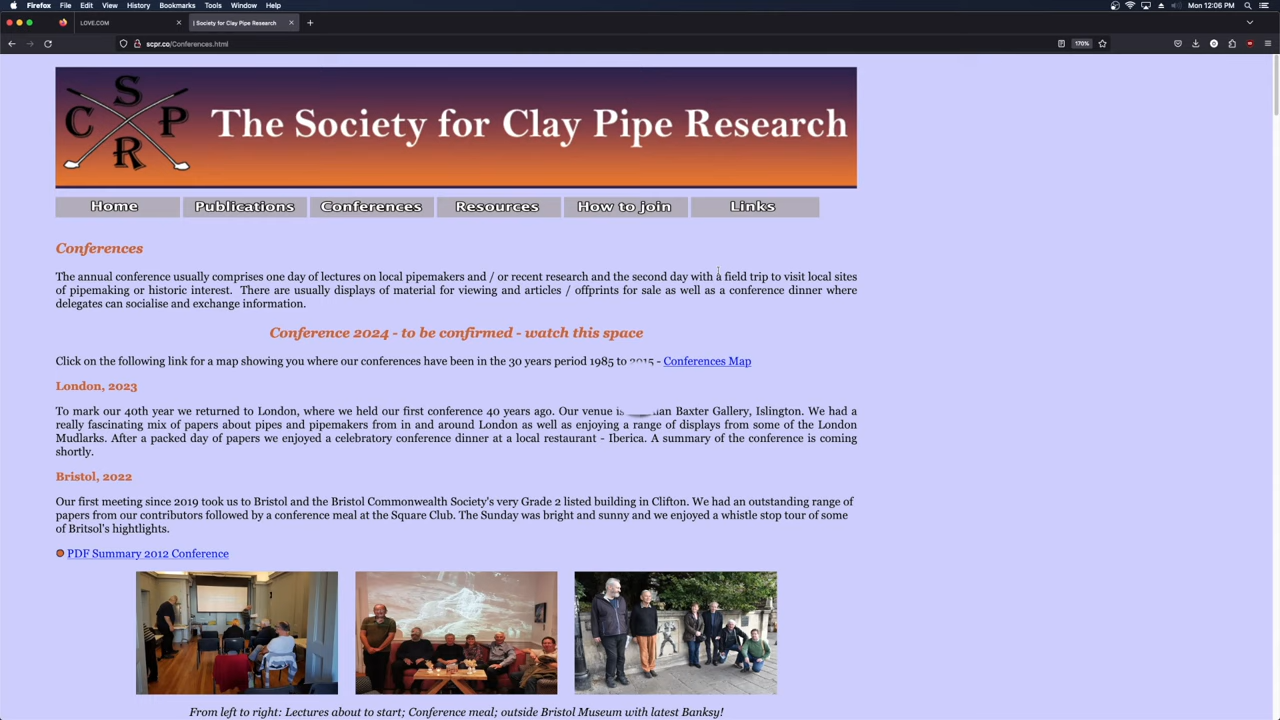 Firefox File Edit View History Bookmarks Tools Window Help
Mon 12:06 PM
LOVE.COM
| Society for Clay Pipe Research
scpr.co/Conferences.html
170%
S C P R
The Society for Clay Pipe Research
Home
Publications
Conferences
Resources
How to join
Links
Conferences
The annual conference usually comprises one day of lectures on local pipemakers and / or recent research and the second day with a field trip to visit local sites
of pipemaking or historic interest. There are usually displays of material for viewing and articles / offprints for sale as well as a conference dinner where
delegates can socialise and exchange information.
Conference 2024 - to be confirmed - watch this space
Click on the following link for a map showing you where our conferences have been in the 30 years period 1985 to 2015 - Conferences Map
London, 2023
To mark our 40th year we returned to London, where we held our first conference 40 years ago. Our venue is Baxter Gallery, Islington. We had a
really fascinating mix of papers about pipes and pipemakers from in and around London as well as enjoying a range of displays from some of the London
Mudlarks. After a packed day of papers we enjoyed a celebratory conference dinner at a local restaurant - Iberica. A summary of the conference is coming
shortly.
Bristol, 2022
Our first meeting since 2019 took us to Bristol and the Bristol Commonwealth Society's very Grade 2 listed building in Clifton. We had an outstanding range of
papers from our contributors followed by a conference meal at the Square Club. The Sunday was bright and sunny and we enjoyed a whistle stop tour of some
of Britsol's hightlights.
PDF Summary 2012 Conference
From left to right: Lectures about to start; Conference meal; outside Bristol Museum with latest Banksy!